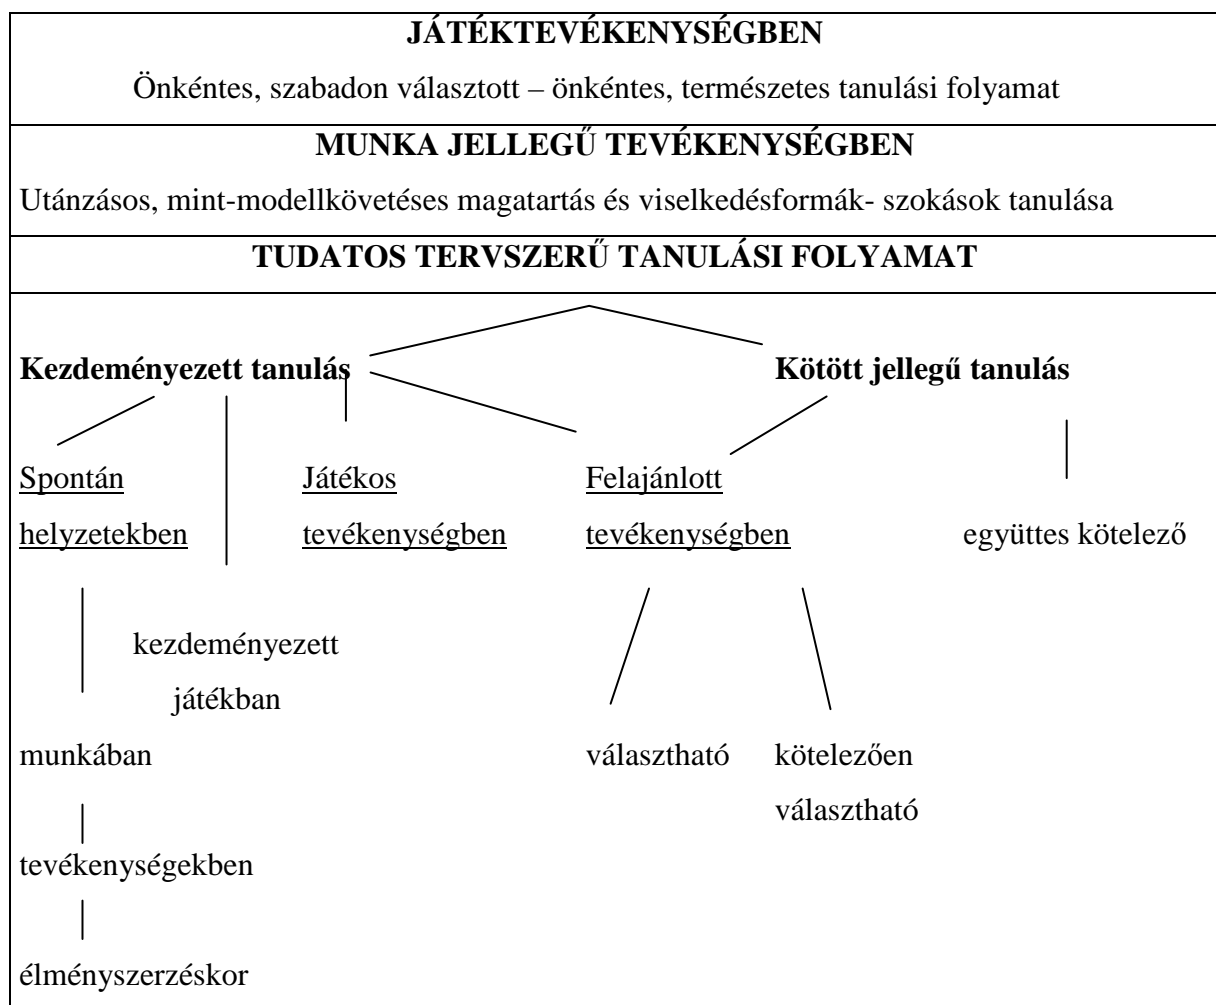 JÁTÉKTEVÉKENYSÉGBEN
Önkéntes, szabadon választott – önkéntes, természetes tanulási folyamat
MUNKA JELLEGŰ TEVÉKENYSÉGBEN
Utánzásos, mint-modellkövetéses magatartás és viselkedésformák- szokások tanulása
TUDATOS TERVSZERŰ TANULÁSI FOLYAMAT
Kezdeményezett tanulás
Kötött jellegű tanulás
Spontán
helyzetekben
Játékos
tevékenységben
Felajánlott
tevékenységben
együttes kötelező
kezdeményezett
játékban
munkában
választható
kötelezően
választható
tevékenységekben
élményszerzéskor